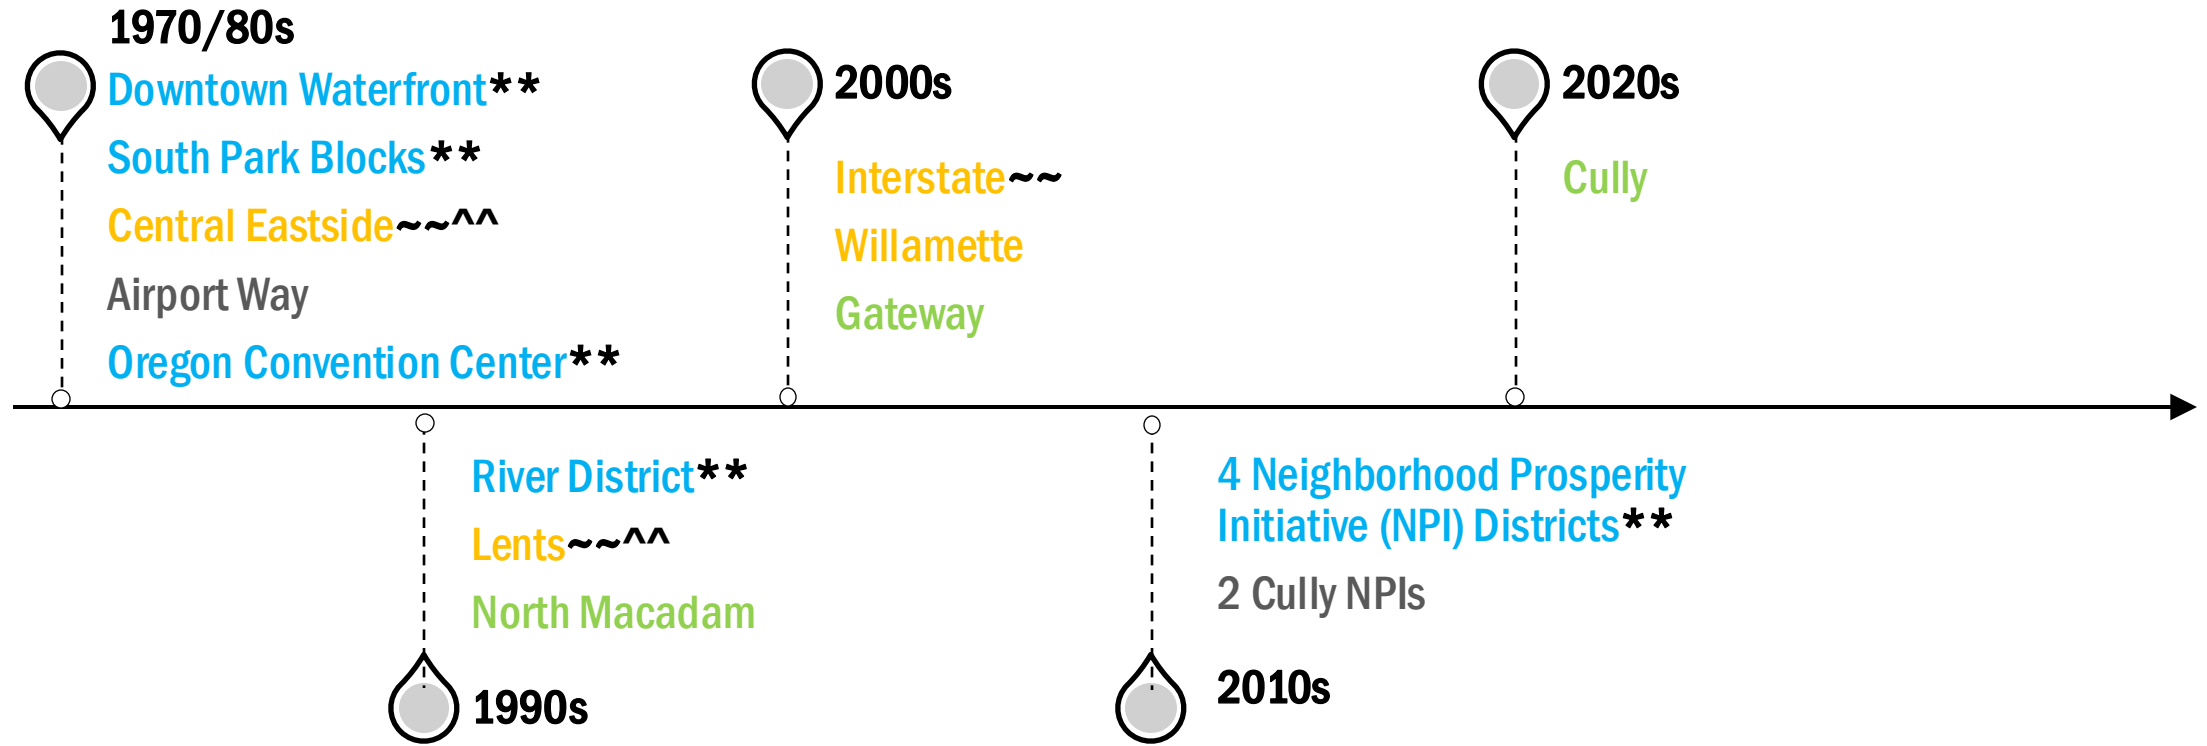 1970/80s
Downtown Waterfront**
South Park Blocks**
Central Eastside~~^^
Airport Way
Oregon Convention Center**
River District**
Lents~~^^
North Macadam
1990s
2000s
Interstate~~
Willamette
Gateway
4 Neighborhood Prosperity
Initiative (NPI) Districts**
2 Cully NPIs
2010s
2020s
Cully